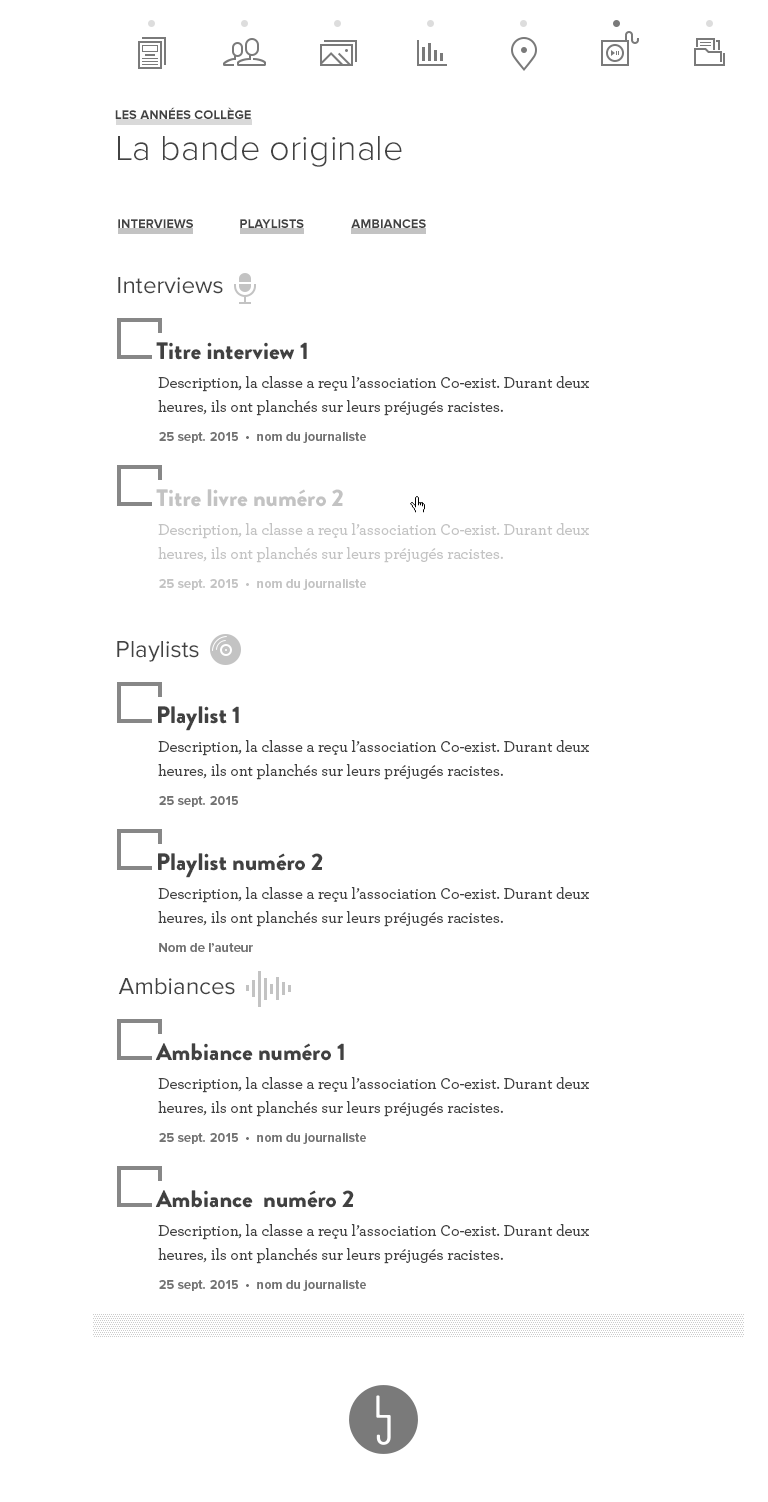 LES ANNÉES COLLÈGE
La bande originale
INTERVIEWS PLAYLISTS AMBIANCES
Interviews
Titre interview 1
Description, la classe a reçu l’association Co-exist. Durant deux
heures, ils ont planchés sur leurs préjugés racistes.
25 sept. 2015 • nom du journaliste
Titre livre numéro 2
Description, la classe a reçu l’association Co-exist. Durant deux
heures, ils ont planchés sur leurs préjugés racistes.
25 sept. 2015 • nom du journaliste
Playlists
Playlist 1
Description, la classe a reçu l’association Co-exist. Durant deux
heures, ils ont planchés sur leurs préjugés racistes.
25 sept. 2015
Playlist numéro 2
Description, la classe a reçu l’association Co-exist. Durant deux
heures, ils ont planchés sur leurs préjugés racistes.
Nom de l’auteur
Ambiances
Ambiance numéro 1
Description, la classe a reçu l’association Co-exist. Durant deux
heures, ils ont planchés sur leurs préjugés racistes.
25 sept. 2015 • nom du journaliste
Ambiance numéro 2
Description, la classe a reçu l’association Co-exist. Durant deux
heures, ils ont planchés sur leurs préjugés racistes.
25 sept. 2015 • nom du journaliste